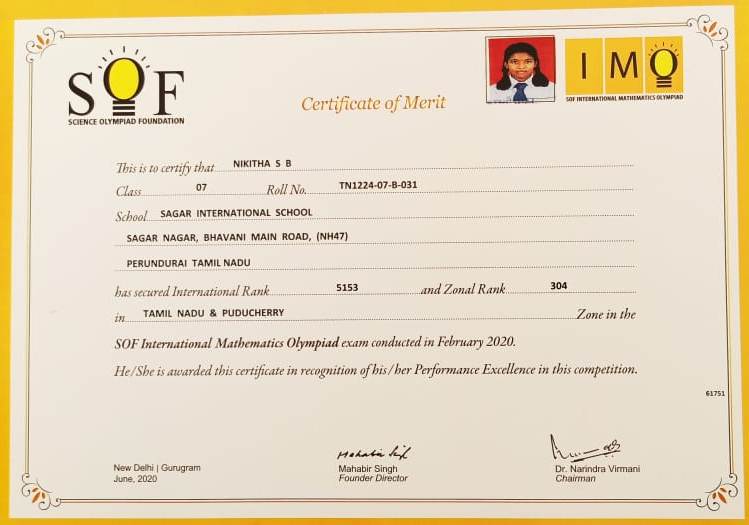 SOF
SCIENCE OLYMPIAD FOUNDATION
Certificate of Merit
IMO
SOF INTERNATIONAL MATHEMATICS OLYMPIAD
This is to certify that NIKITHA S B
Class 07 Roll No. TN1224-07-B-031
School SAGAR INTERNATIONAL SCHOOL
SAGAR NAGAR, BHAVANI MAIN ROAD, (NH47)
PERUNDURAI TAMIL NADU
has secured International Rank 5153 and Zonal Rank 304
in TAMIL NADU & PUDUCHERRY Zone in the
SOF International Mathematics Olympiad exam conducted in February 2020.
He/She is awarded this certificate in recognition of his/her Performance Excellence in this competition.
61751
Mahabir Singh
New Delhi | Gurugram Mahabir Singh Dr. Narindra Virmani
June, 2020 Founder Director Chairman